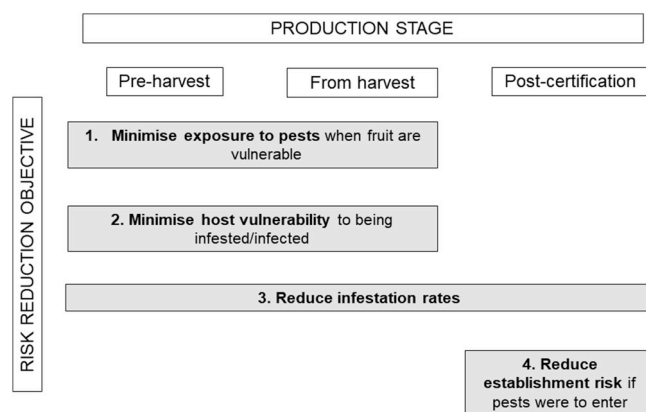 PRODUCTION STAGE
Pre-harvest
From harvest
Post-certification
RISK REDUCTION OBJECTIVE
1. Minimise exposure to pests when fruit are
vulnerable
2. Minimise host vulnerability to being
infested/infected
3. Reduce infestation rates
4. Reduce
establishment risk if
pests were to enter